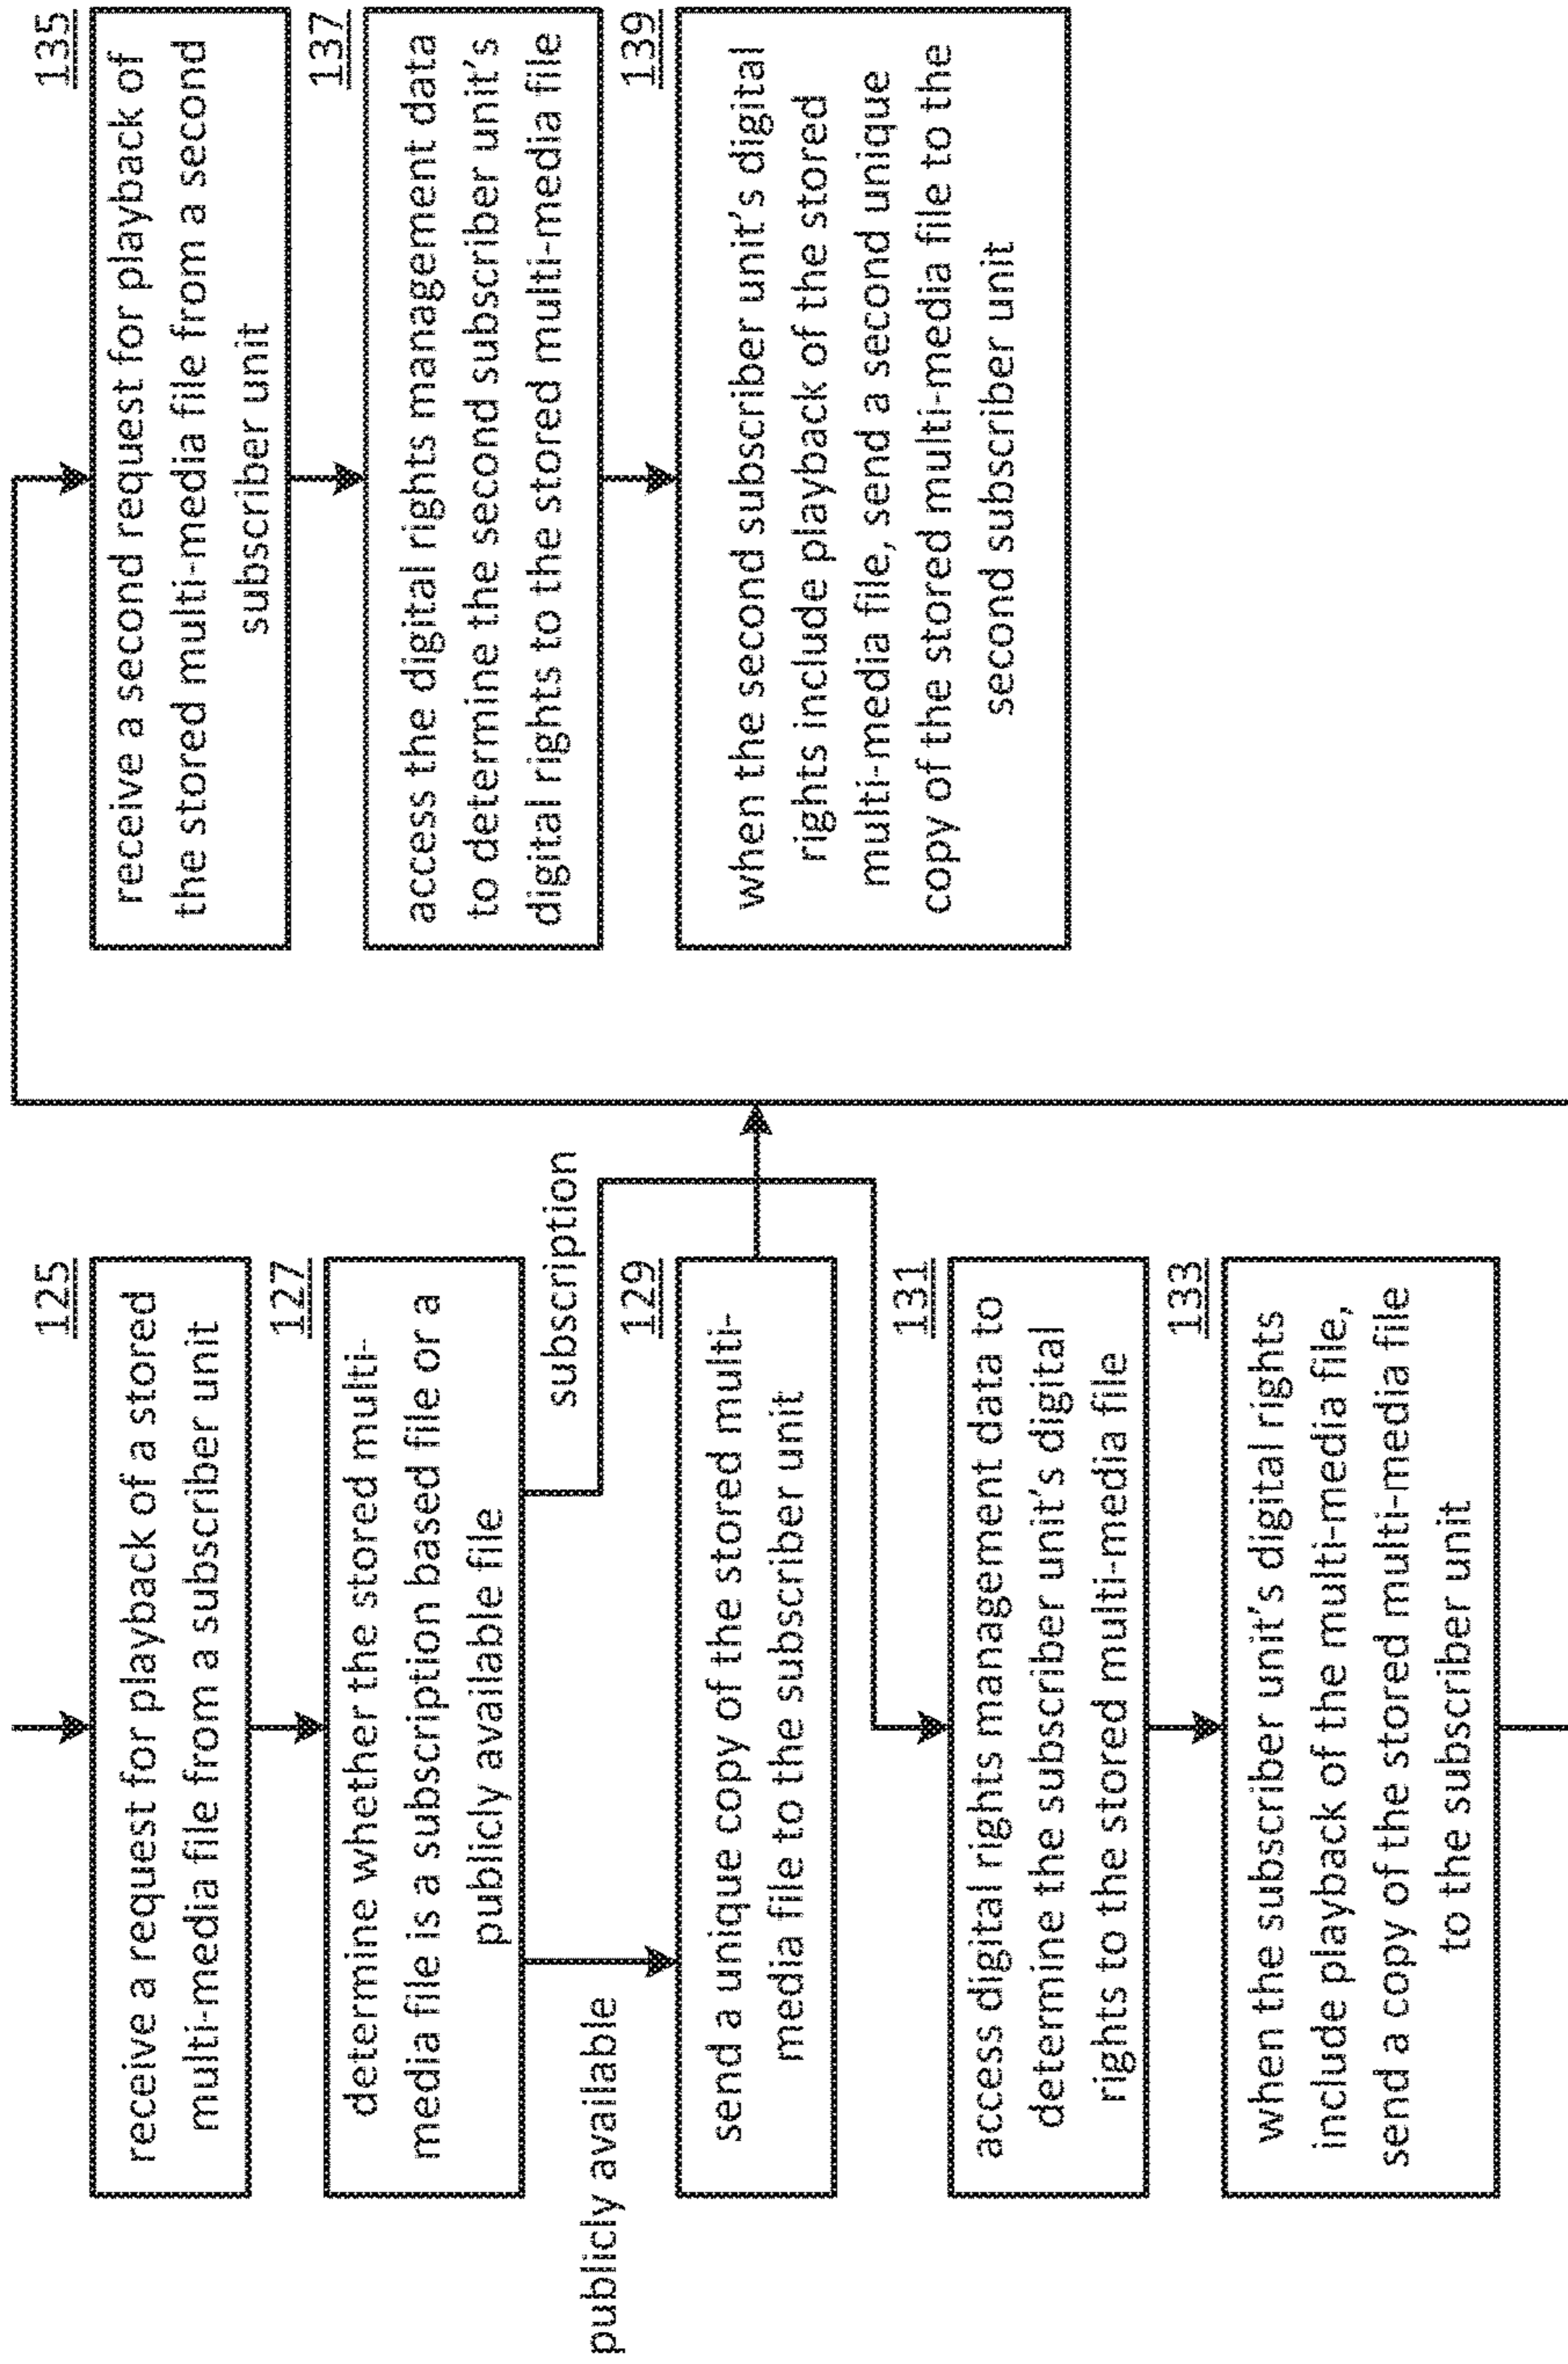 125
receive a request for playback of a stored
multi-media file from a subscriber unit
127
determine whether the stored multi-
media file is a subscription based file or a
publicly available file
publicly available
subscription
129
send a unique copy of the stored multi-
media file to the subscriber unit
131
access digital rights management data to
determine the subscriber unit's digital
rights to the stored multi-media file
133
when the subscriber unit's digital rights
include playback of the multi-media file,
send a copy of the stored multi-media file
to the subscriber unit
135
receive a second request for playback of
the stored multi-media file from a second
subscriber unit
137
access the digital rights management data
to determine the second subscriber unit's
digital rights to the stored multi-media file
139
when the second subscriber unit's digital
rights include playback of the stored
multi-media file, send a second unique
copy of the stored multi-media file to the
second subscriber unit